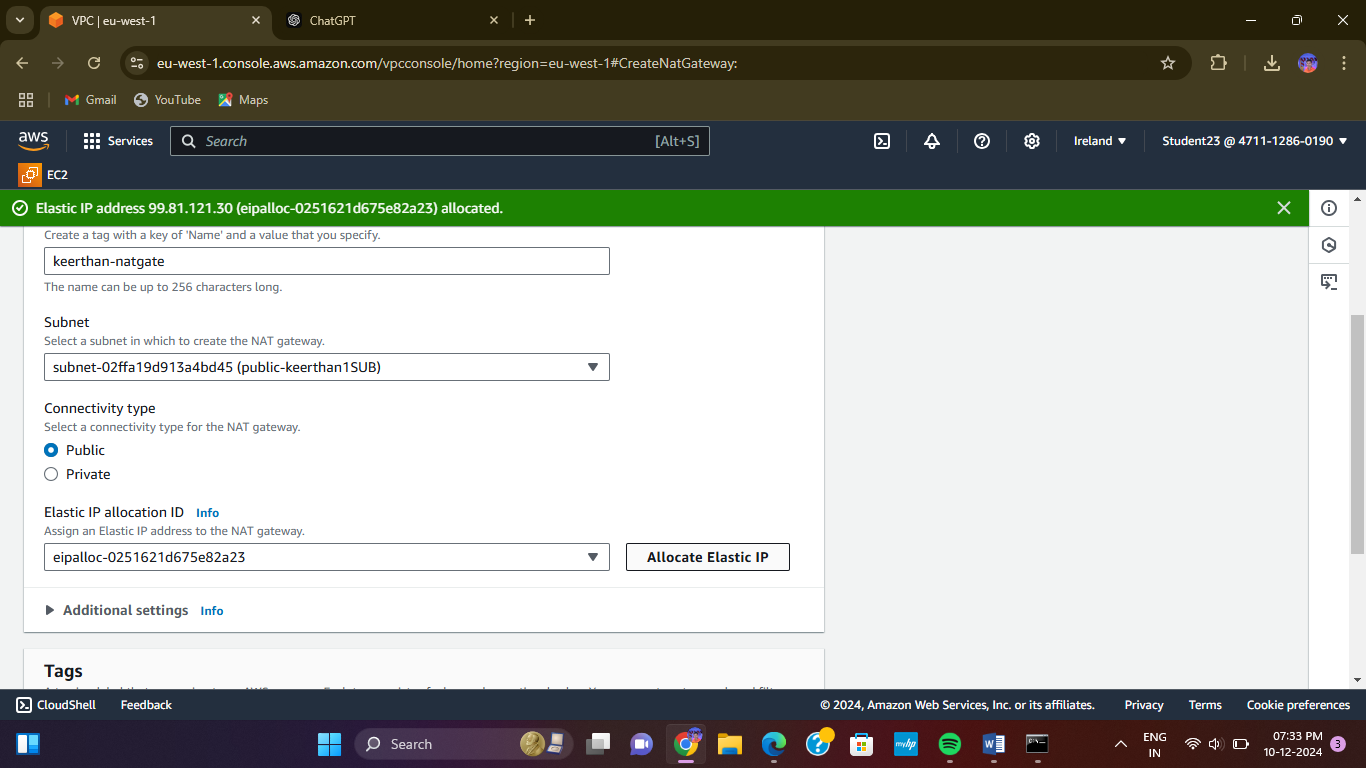 VPC | eu-west-1
ChatGPT
eu-west-1.console.aws.amazon.com/vpcconsole/home?region=eu-west-1#CreateNatGateway:
Gmail
YouTube
Maps
aws
Services
Search
[Alt+S]
Ireland
Student23 @ 4711-1286-0190
EC2
Elastic IP address 99.81.121.30 (eipalloc-0251621d675e82a23) allocated.
Create a tag with a key of 'Name' and a value that you specify.
keerthan-natgate
The name can be up to 256 characters long.
Subnet
Select a subnet in which to create the NAT gateway.
subnet-02ffa19d913a4bd45 (public-keerthan1SUB)
Connectivity type
Select a connectivity type for the NAT gateway.
Public
Private
Elastic IP allocation ID Info
Assign an Elastic IP address to the NAT gateway.
eipalloc-0251621d675e82a23
Allocate Elastic IP
Additional settings Info
Tags
CloudShell
Feedback
© 2024, Amazon Web Services, Inc. or its affiliates.
Privacy
Terms
Cookie preferences
Search
myhp
ENG
IN
07:33 PM
10-12-2024
3